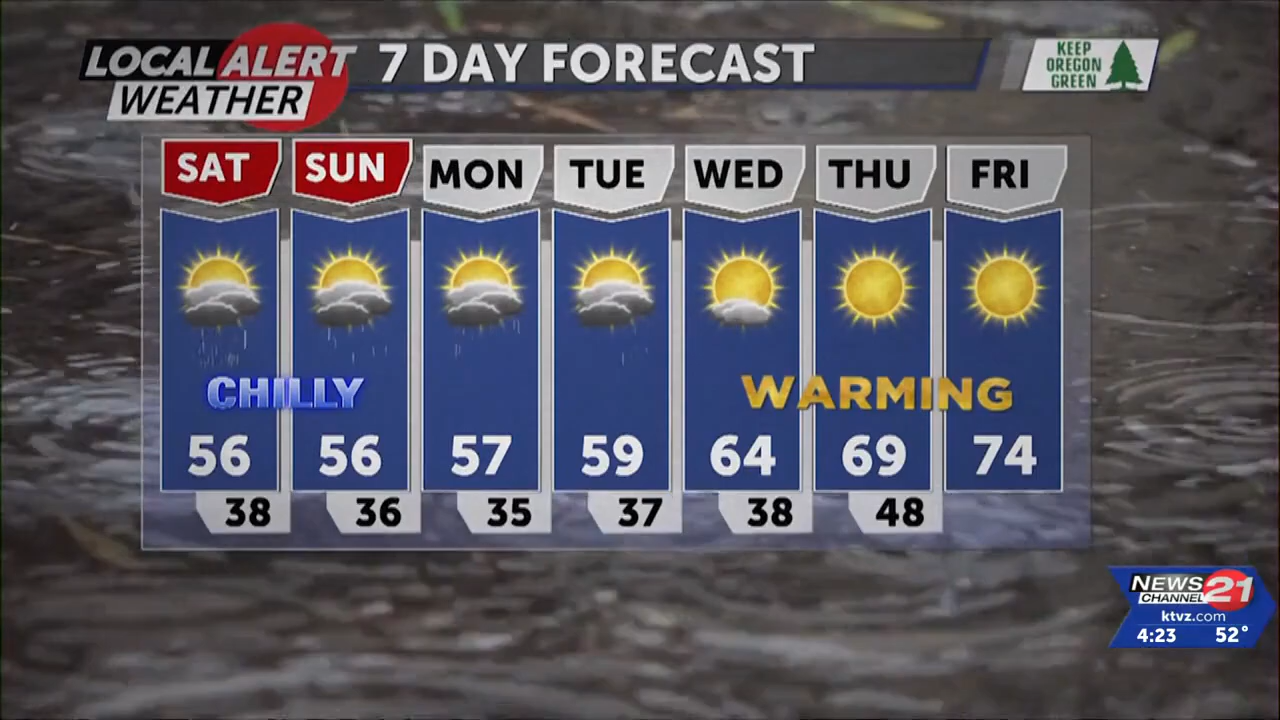 LOCAL ALERT
WEATHER
7 DAY FORECAST
KEEP
OREGON
GREEN
SAT SUN MON TUE WED THU FRI
CHILLY WARMING
56 56 57 59 64 69 74
38 36 35 37 38 48
NEWS
CHANNEL 21
ktvz.com
4:23 52°